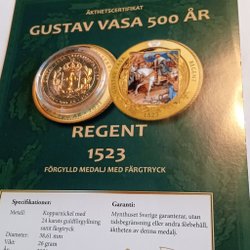 ÄKTHETSCERTIFIKAT
GUSTAV VASA 500 ÅR
REGENT
1523
FÖRGYLLD MEDALJ MED FÄRGTRYCK
Specifikationer:
Metall: Kopparnickel med
24 karats guldförgyllning
samt färgtryck
Diameter: 38,61 mm
Vikt: 26 gram
Garanti:
Mynthuset Sverige garanterar, utan
tidsbegränsning eller andra förbehåll,
äktheten av denna medalj.